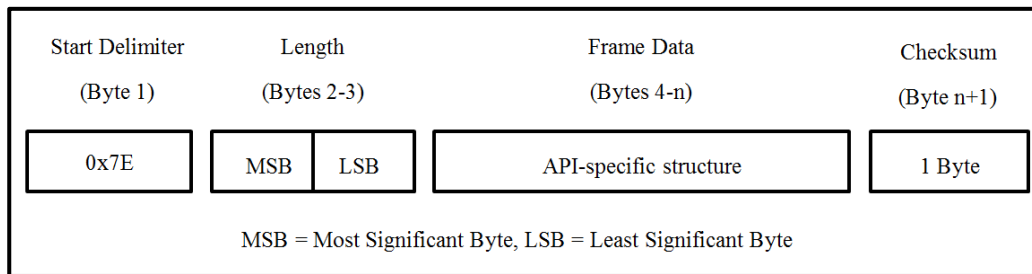 Start Delimiter Length Frame Data Checksum
(Byte 1) (Bytes 2-3) (Bytes 4-n) (Byte n+1)
0x7E MSB LSB API-specific structure 1 Byte
MSB = Most Significant Byte, LSB = Least Significant Byte